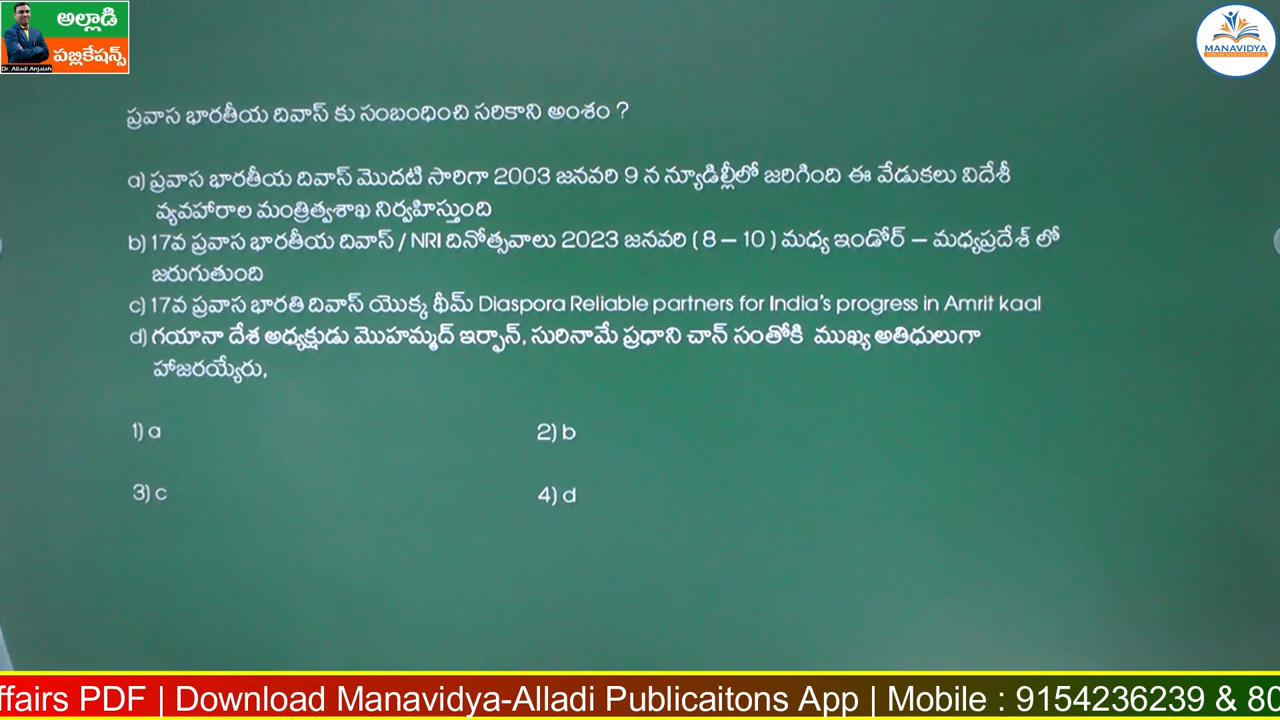 అల్లాడి
పబ్లికేషన్స్
Dr. Alladi Anjaiah
MANAVIDYA
ప్రవాస భారతీయ దివాస్ కు సంబంధించి సరికాని అంశం ?
a) ప్రవాస భారతీయ దివాస్ మొదటి సారిగా 2003 జనవరి 9 న న్యూడిల్లీలో జరిగింది ఈ వేడుకలు విదేశీ
వ్యవహారాల మంత్రిత్వశాఖ నిర్వహిస్తుంది
b) 17వ ప్రవాస భారతీయ దివాస్ / NRI దినోత్సవాలు 2023 జనవరి ( 8 – 10 ) మధ్య ఇండోర్ – మధ్యప్రదేశ్ లో
జరుగుతుంది
c) 17వ ప్రవాస భారతి దివాస్ యొక్క థీమ్ Diaspora Reliable partners for India's progress in Amrit kaal
d) గయానా దేశ అధ్యక్షుడు మొహమ్మద్ ఇర్ఫాన్, సురినామే ప్రధాని చాన్ సంతోకి ముఖ్య అతిధులుగా
హాజరయ్యేరు,
1) a
2) b
3) c
4) d
ffairs PDF | Download Manavidya-Alladi Publicaitons App | Mobile : 9154236239 & 80